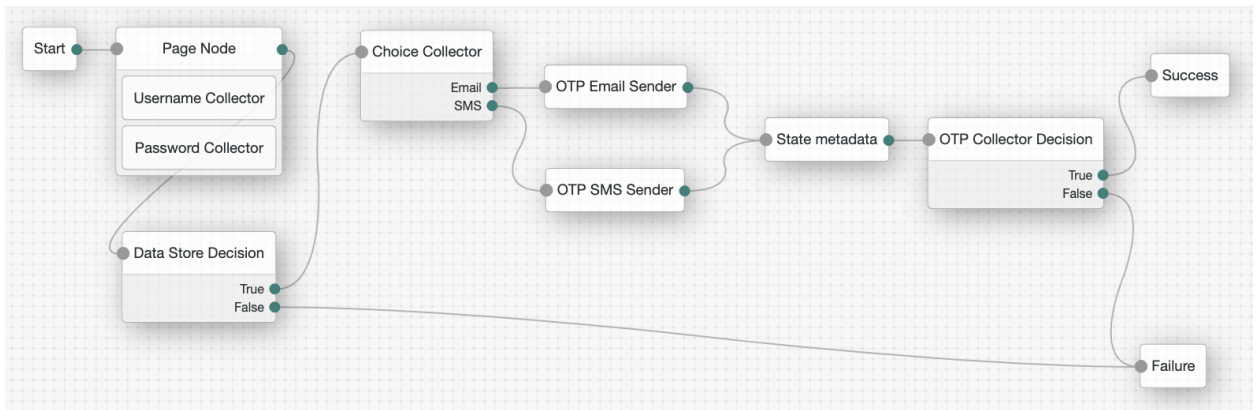 Start
Page Node
Username Collector
Password Collector
Data Store Decision
True
False
Choice Collector
Email
SMS
OTP Email Sender
OTP SMS Sender
State metadata
OTP Collector Decision
True
False
Success
Failure